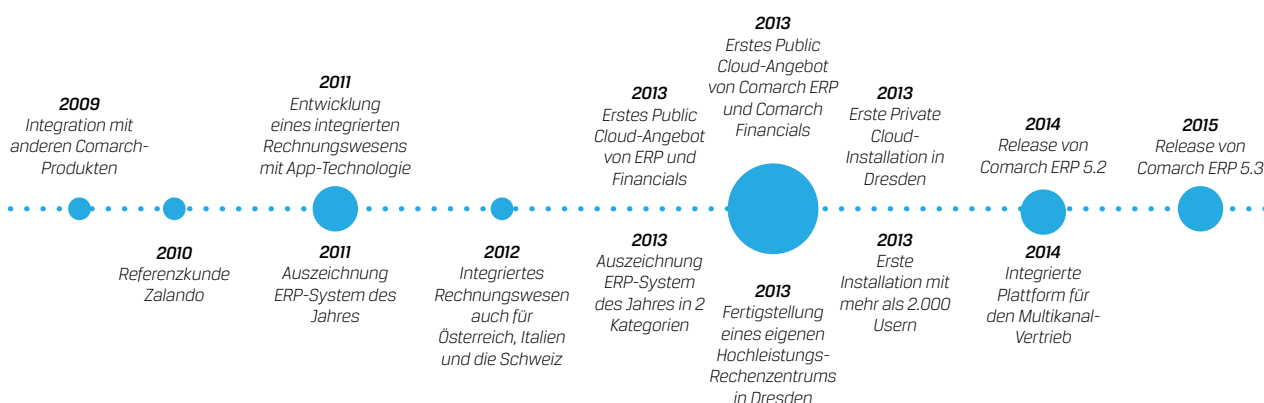 2009
Integration mit
anderen Comarch-
Produkten
2010
Referenzkunde
Zalando
2011
Entwicklung
eines integrierten
Rechnungswesens
mit App-Technologie
2011
Auszeichnung
ERP-System des
Jahres
2012
Integriertes
Rechnungswesen
auch für
Österreich, Italien
und die Schweiz
2013
Erstes Public
Cloud-Angebot
von ERP und
Financials
2013
Auszeichnung
ERP-System
des Jahres in 2
Kategorien
2013
Erstes Public
Cloud-Angebot
von Comarch ERP
und Comarch
Financials
2013
Fertigstellung
eines eigenen
Hochleistungs-
Rechenzentrums
in Dresden
2013
Erste Private
Cloud-
Installation in
Dresden
2013
Erste
Installation mit
mehr als 2.000
Usern
2014
Release von
Comarch ERP 5.2
2014
Integrierte
Plattform für
den Multikanal-
Vertrieb
2015
Release von
Comarch ERP 5.3